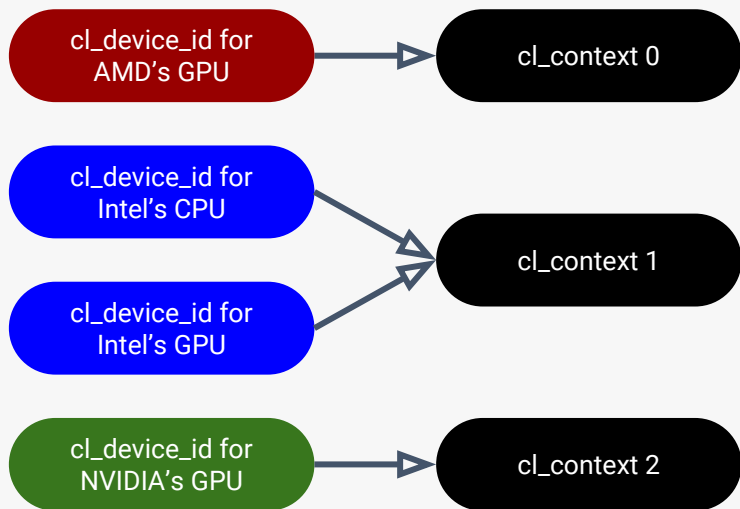 cl_device_id for
AMD’s GPU
cl_context 0
cl_device_id for
Intel’s CPU
cl_device_id for
Intel’s GPU
cl_context 1
cl_device_id for
NVIDIA’s GPU
cl_context 2